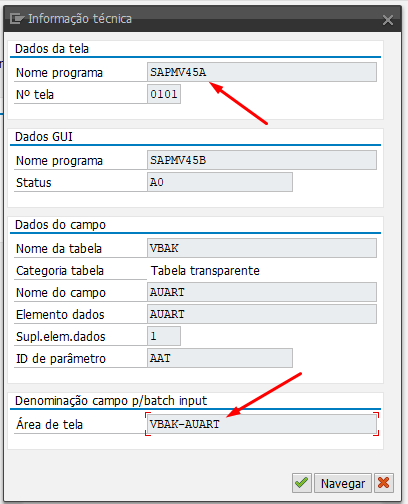 Informação técnica
Dados da tela
Nome programa SAPMV45A
Nº tela 0101
Dados GUI
Nome programa SAPMV45B
Status A0
Dados do campo
Nome da tabela VBAK
Categoria tabela Tabela transparente
Nome do campo AUART
Elemento dados AUART
Supl.elem.dados 1
ID de parâmetro AAT
Denominação campo p/batch input
Área de tela VBAK-AUART
Navegar